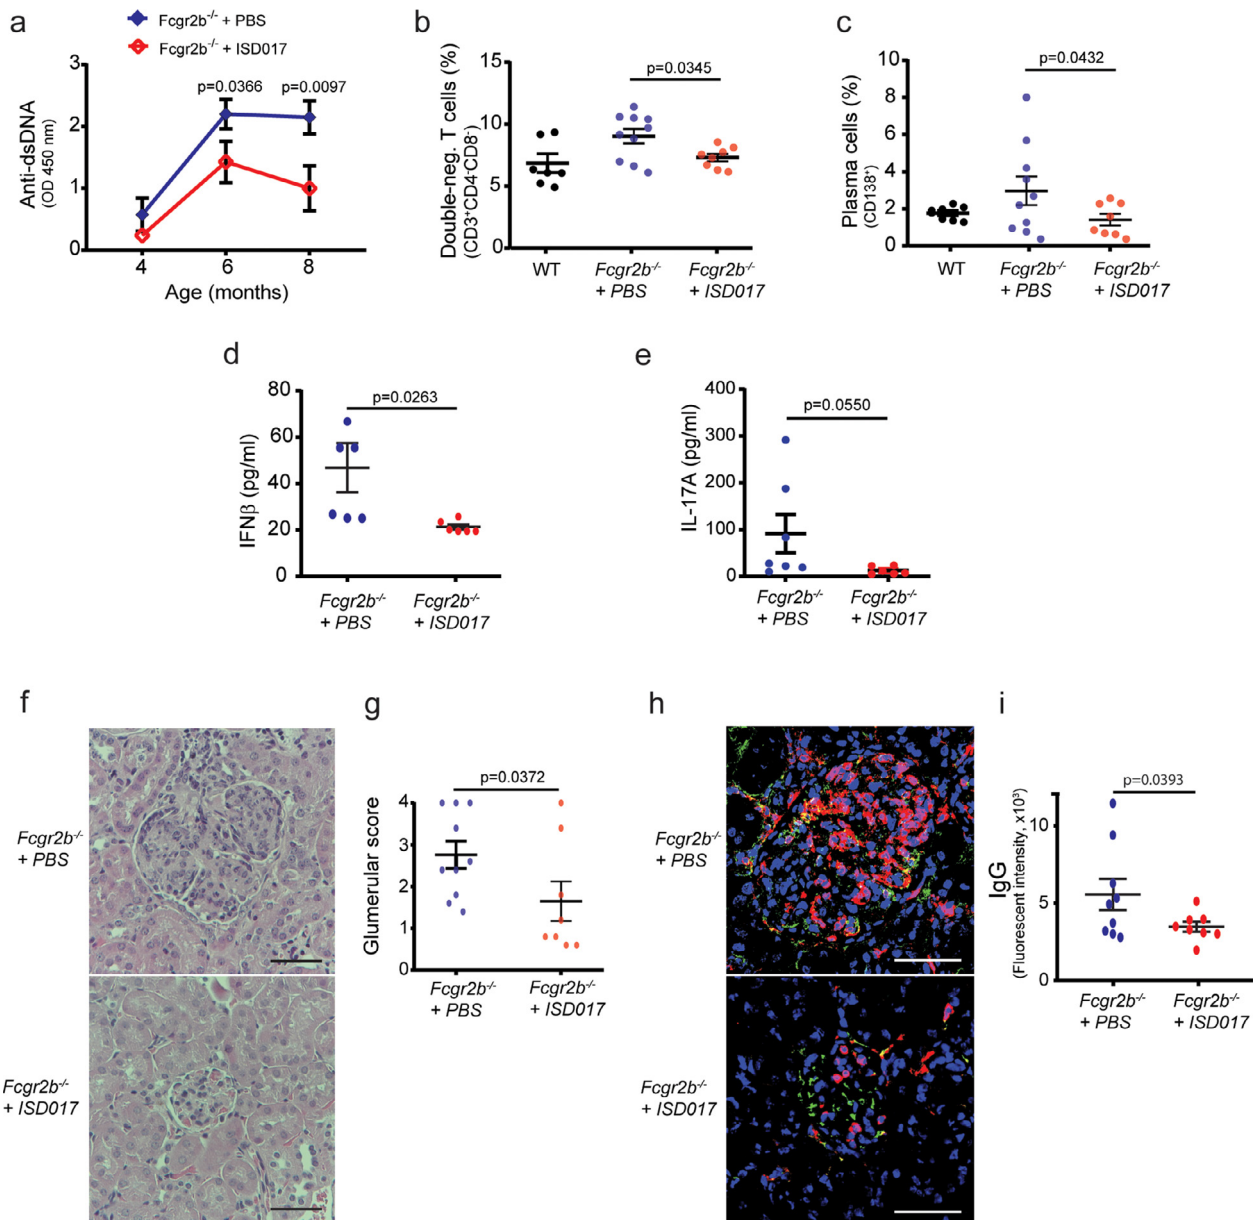 a
Fcgr2b-/- + PBS
Fcgr2b-/- + ISD017
Anti-dsDNA
(OD 450 nm)
3
2
1
0
p=0.0366
p=0.0097
4
6
8
Age (months)
b
Double-neg. T cells (%)
(CD3+CD4-CD8-)
15
10
5
0
p=0.0345
WT
Fcgr2b-/-
+ PBS
Fcgr2b-/-
+ ISD017
c
Plasma cells (%)
(CD138+)
10
8
6
4
2
0
p=0.0432
WT
Fcgr2b-/-
+ PBS
Fcgr2b-/-
+ ISD017
d
IFNβ (pg/ml)
80
60
40
20
0
p=0.0263
Fcgr2b-/-
+ PBS
Fcgr2b-/-
+ ISD017
e
IL-17A (pg/ml)
400
300
200
100
0
p=0.0550
Fcgr2b-/-
+ PBS
Fcgr2b-/-
+ ISD017
f
Fcgr2b-/-
+ PBS
Fcgr2b-/-
+ ISD017
g
Glumerular score
4
3
2
1
0
p=0.0372
Fcgr2b-/-
+ PBS
Fcgr2b-/-
+ ISD017
h
Fcgr2b-/-
+ PBS
Fcgr2b-/-
+ ISD017
i
IgG
(Fluorescent intensity, x10³)
10
5
0
p=0.0393
Fcgr2b-/-
+ PBS
Fcgr2b-/-
+ ISD017